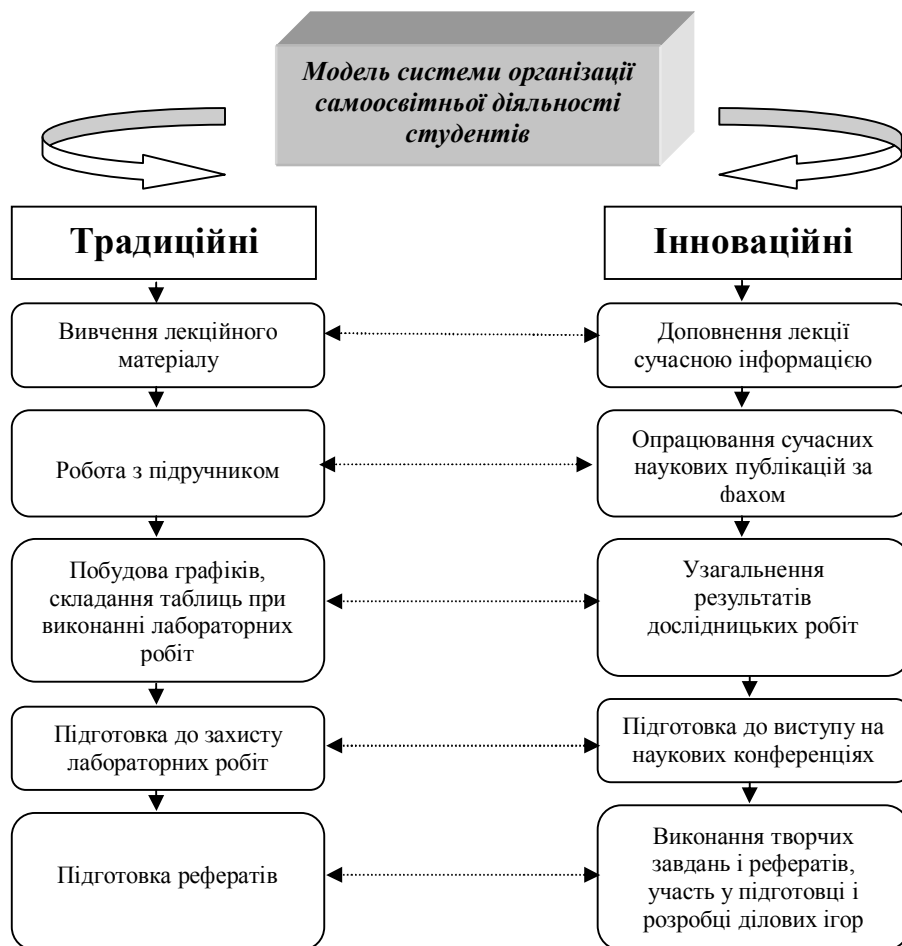 Модель системи організації
самоосвітньої діяльності
студентів
Традиційні
Інноваційні
Вивчення лекційного
матеріалу
Доповнення лекції
сучасною інформацією
Робота з підручником
Опрацювання сучасних
наукових публікацій за
фахом
Побудова графіків,
складання таблиць при
виконанні лабораторних
робіт
Узагальнення
результатів
дослідницьких робіт
Підготовка до захисту
лабораторних робіт
Підготовка до виступу на
наукових конференціях
Підготовка рефератів
Виконання творчих
завдань і рефератів,
участь у підготовці і
розробці ділових ігор